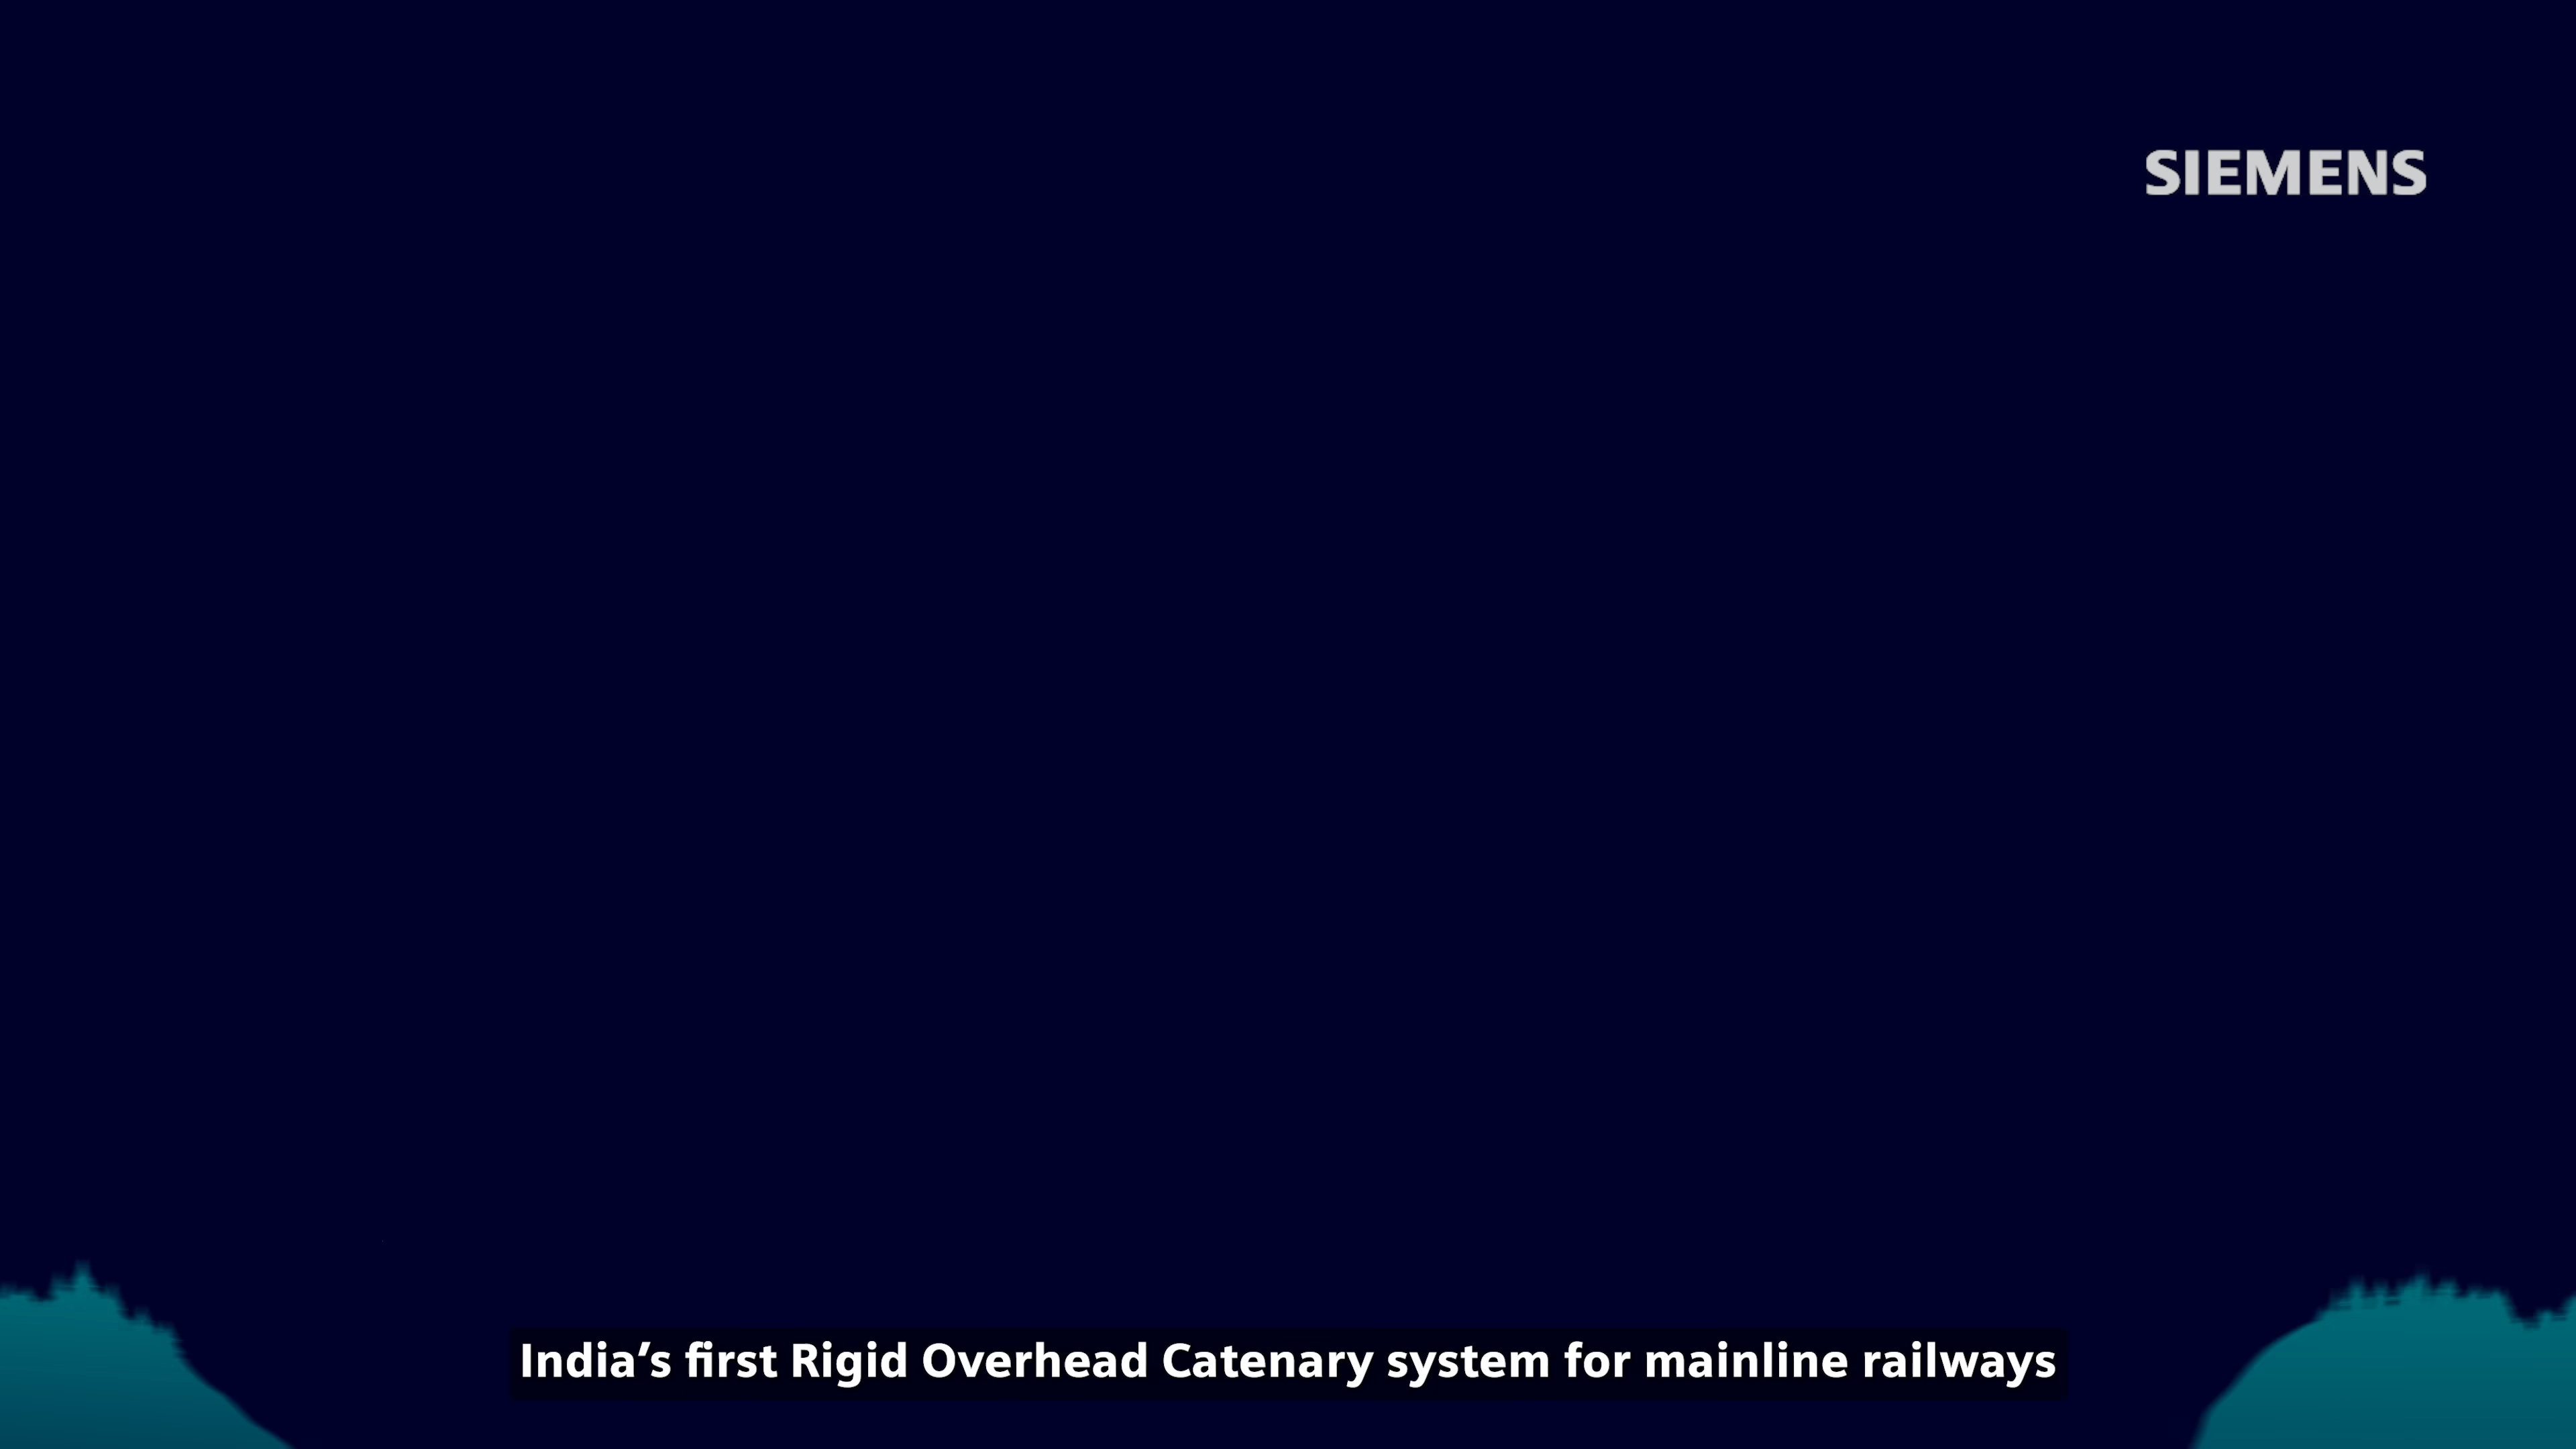 SIEMENS
India’s first Rigid Overhead Catenary system for mainline railways